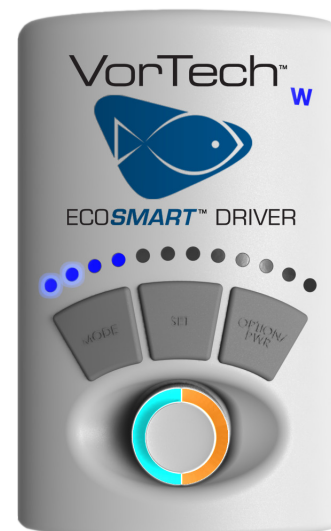 VorTech™
W
ECOSMART™ DRIVER
MODE
SET
OPTION/
PWR